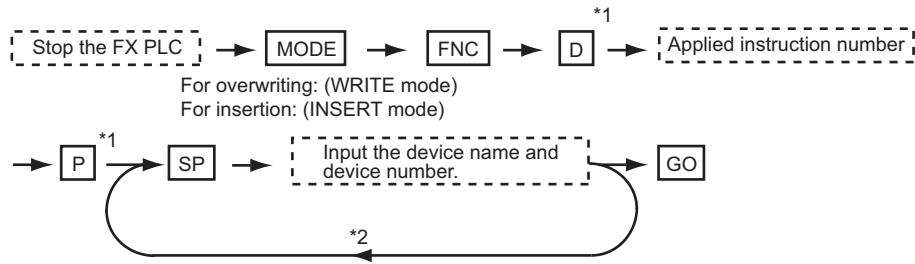 *1
Stop the FX PLC MODE FNC D Applied instruction number
For overwriting: (WRITE mode)
For insertion: (INSERT mode)
*1
P SP Input the device name and
device number. GO
*2